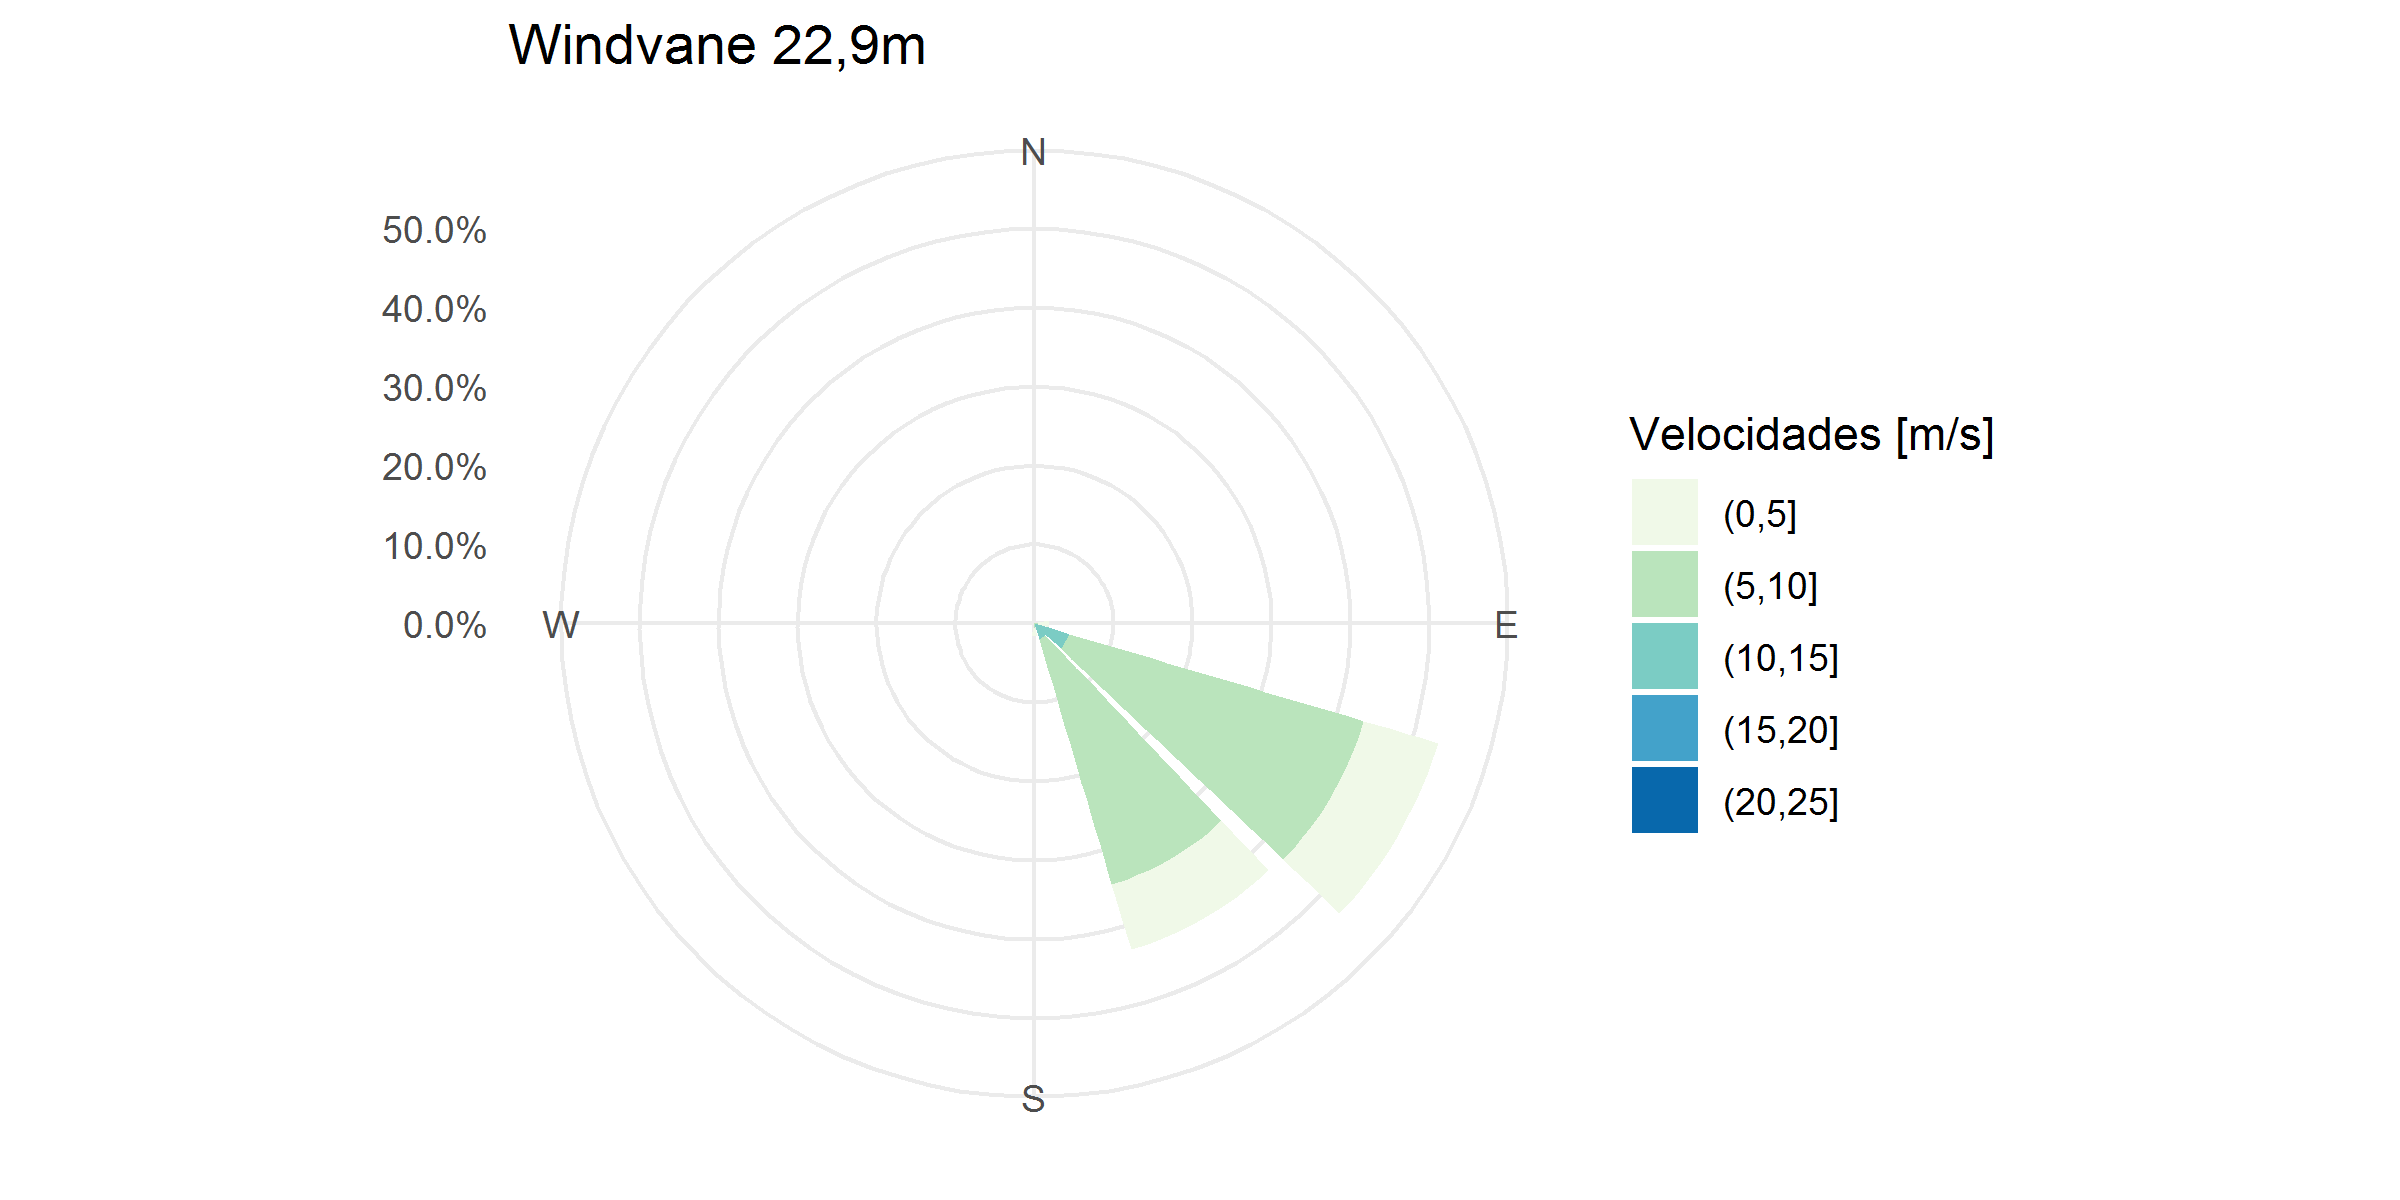 Windvane 22,9m
N
50.0%
40.0%
30.0%
20.0%
10.0%
0.0%
W
E
S
Velocidades [m/s]
(0,5]
(5,10]
(10,15]
(15,20]
(20,25]